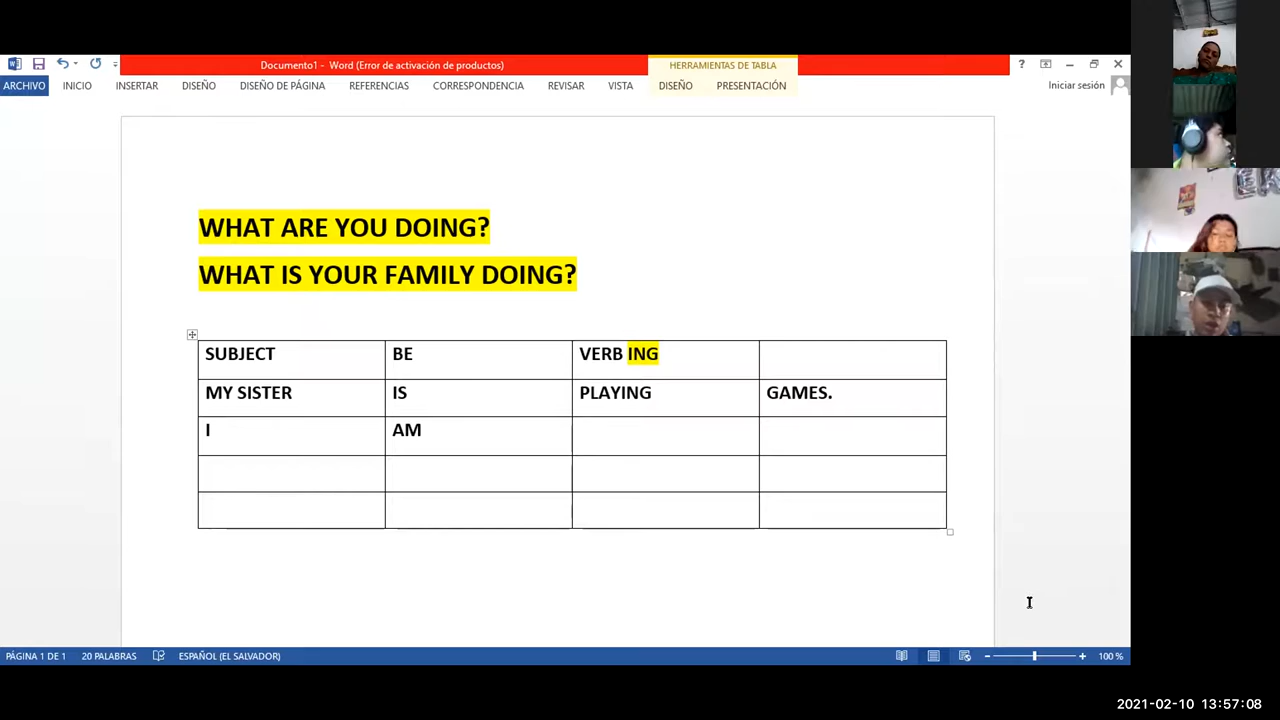 Documento1 - Word (Error de activación de productos)
HERRAMIENTAS DE TABLA
?
ARCHIVO INICIO INSERTAR DISEÑO DISEÑO DE PÁGINA REFERENCIAS CORRESPONDENCIA REVISAR VISTA DISEÑO PRESENTACIÓN Iniciar sesión
WHAT ARE YOU DOING?
WHAT IS YOUR FAMILY DOING?
SUBJECT BE VERB ING
MY SISTER IS PLAYING GAMES.
I AM
PÁGINA 1 DE 1 20 PALABRAS ESPAÑOL (EL SALVADOR) 100 %
2021-02-10 13:57:08